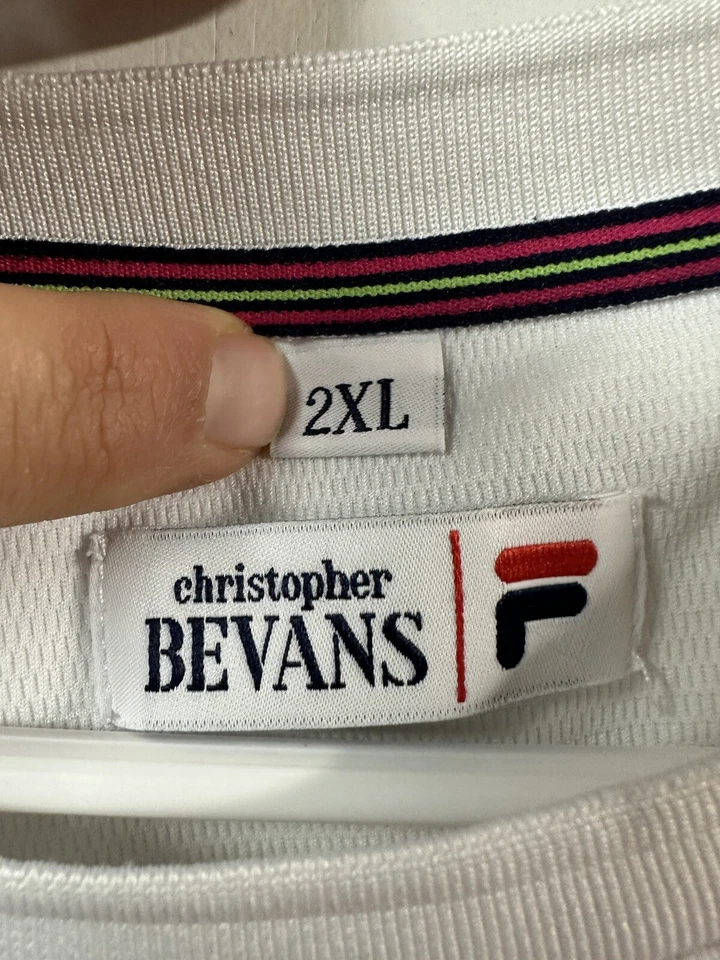 2XL
christopher
BEVANS
F